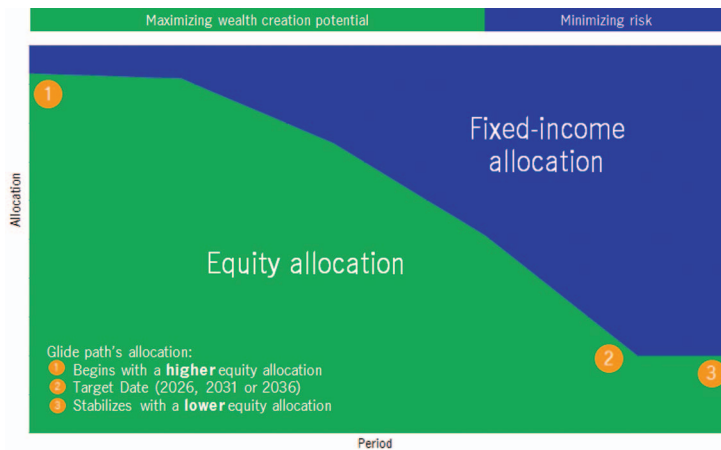 Maximizing wealth creation potential
Minimizing risk
1
Fixed-income
allocation
Allocation
Equity allocation
2
3
Glide path's allocation:
1 Begins with a higher equity allocation
2 Target Date (2026, 2031 or 2036)
3 Stabilizes with a lower equity allocation
Period